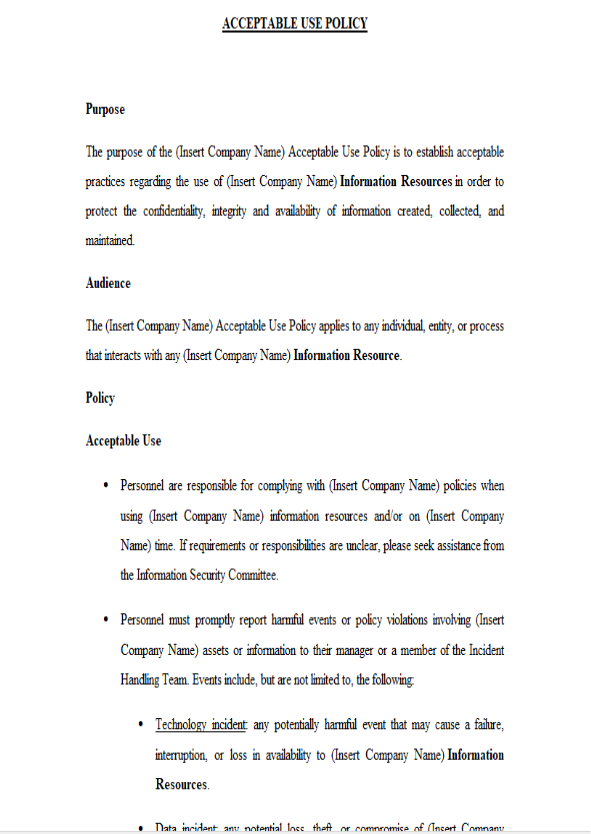 ACCEPTABLE USE POLICY
Purpose
The purpose of the (Insert Company Name) Acceptable Use Policy is to establish acceptable
practices regarding the use of (Insert Company Name) Information Resources in order to
protect the confidentiality, integrity and availability of information created, collected, and
maintained.
Audience
The (Insert Company Name) Acceptable Use Policy applies to any individual, entity, or process
that interacts with any (Insert Company Name) Information Resource.
Policy
Acceptable Use
• Personnel are responsible for complying with (Insert Company Name) policies when
using (Insert Company Name) information resources and/or on (Insert Company
Name) time. If requirements or responsibilities are unclear, please seek assistance from
the Information Security Committee.
• Personnel must promptly report harmful events or policy violations involving (Insert
Company Name) assets or information to their manager or a member of the Incident
Handling Team. Events include, but are not limited to, the following:
• Technology incident: any potentially harmful event that may cause a failure,
interruption, or loss in availability to (Insert Company Name) Information
Resources.
• Data incident: any potential loss, theft, or compromise of (Insert Company